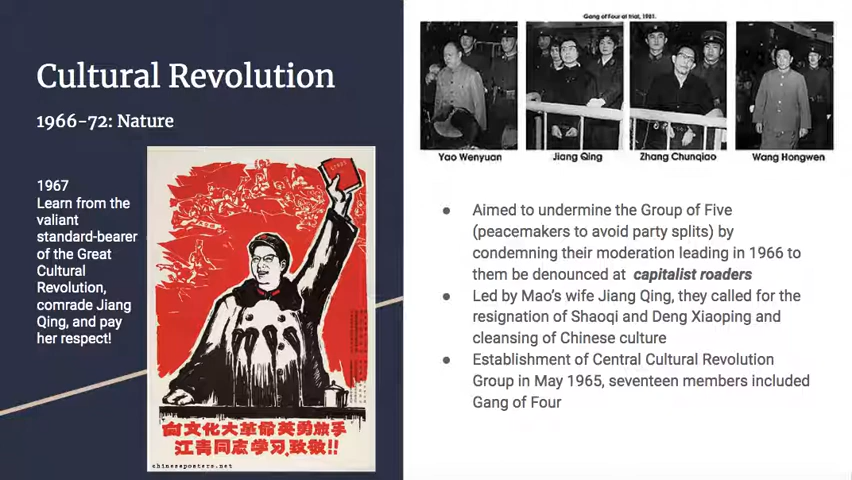 Cultural Revolution
1966-72: Nature
1967
Learn from the
valiant
standard-bearer
of the Great
Cultural
Revolution,
comrade Jiang
Qing, and pay
her respect!
向文化大革命英勇旗手
江青同志学习,致敬!!
chineseposters.net
Gang of Four at trial, 1981.
Yao Wenyuan
Jiang Qing
Zhang Chunqiao
Wang Hongwen
● Aimed to undermine the Group of Five
(peacemakers to avoid party splits) by
condemning their moderation leading in 1966 to
them be denounced at capitalist roaders
● Led by Mao's wife Jiang Qing, they called for the
resignation of Shaoqi and Deng Xiaoping and
cleansing of Chinese culture
● Establishment of Central Cultural Revolution
Group in May 1965, seventeen members included
Gang of Four